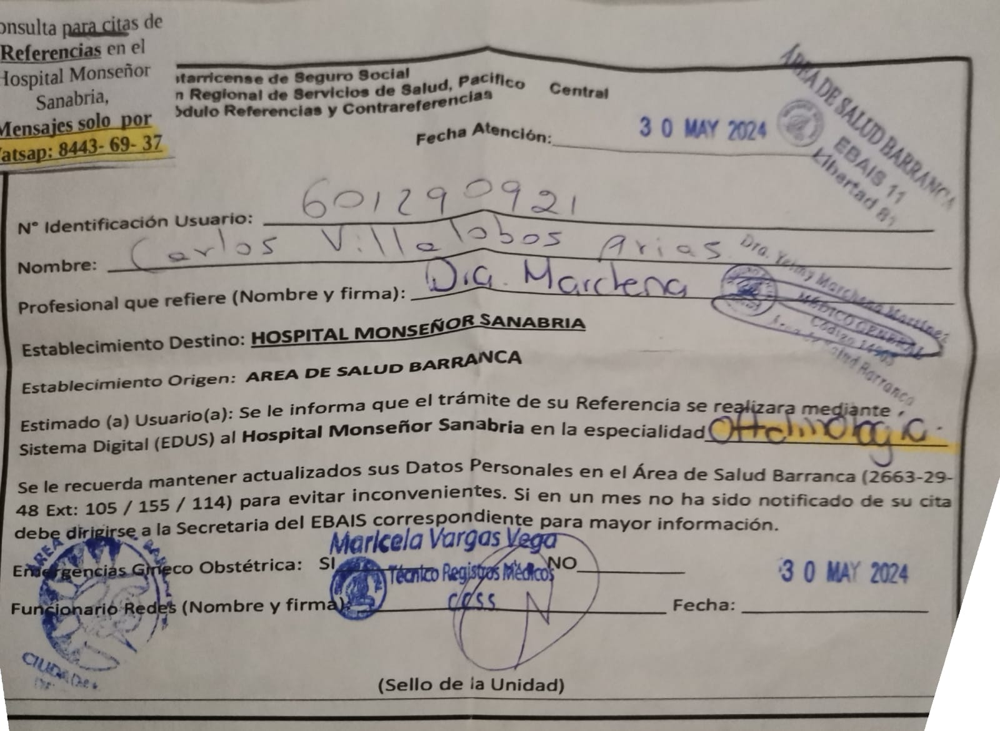 onsulta para citas de
Referencias en el
Hospital Monseñor
Sanabria,
Mensajes solo por
atsap: 8443- 69- 37
starricense de Seguro Social
n Regional de Servicios de Salud, Pacifico Central
ódulo Referencias y Contrareferencias
Fecha Atención: 30 MAY 2024
AREA DE SALUD BARRANCA
EBAIS 11
Libertad 81
N° Identificación Usuario: 601290921
Nombre: Carlos Villalobos Arias
Profesional que refiere (Nombre y firma): Dra. Marchena
Dra. Yeimy Marchena Martínez
MÉDICO GENERAL
Código
Area de Salud Barranca
Establecimiento Destino: HOSPITAL MONSEÑOR SANABRIA
Establecimiento Origen: AREA DE SALUD BARRANCA
Estimado (a) Usuario(a): Se le informa que el trámite de su Referencia se realizara mediante
Sistema Digital (EDUS) al Hospital Monseñor Sanabria en la especialidad Oftalmología.
Se le recuerda mantener actualizados sus Datos Personales en el Área de Salud Barranca (2663-29-
48 Ext: 105 / 155 / 114) para evitar inconvenientes. Si en un mes no ha sido notificado de su cita
debe dirigirse a la Secretaria del EBAIS correspondiente para mayor información.
Maricela Vargas Vega
Emergencias Gineco Obstétrica: SI NO
Técnico Registros Médicos
30 MAY 2024
CCSS
Funcionario Redes (Nombre y firma): Fecha:
AREA
CIUDAD
(Sello de la Unidad)